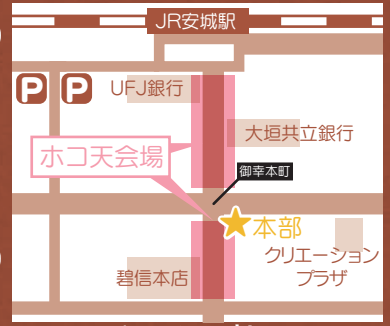 JR安城駅
P P UFJ銀行
大垣共立銀行
ホコ天会場
御幸本町
本部
クリエーション
プラザ
碧信本店